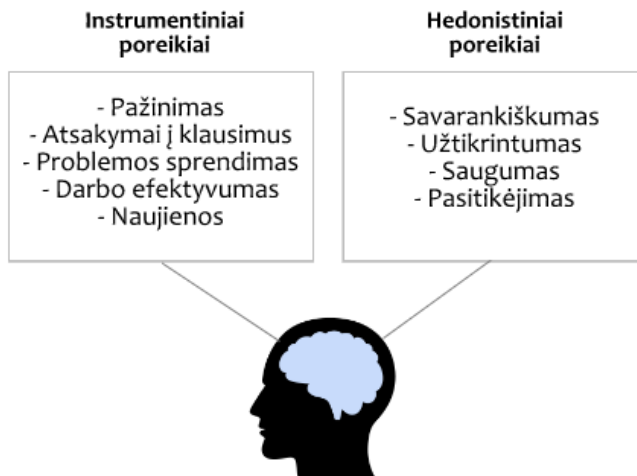 Instrumentiniai
poreikiai
- Pažinimas
- Atsakymai į klausimus
- Problemos sprendimas
- Darbo efektyvumas
- Naujienos
Hedonistiniai
poreikiai
- Savarankiškumas
- Užtikrintumas
- Saugumas
- Pasitikėjimas